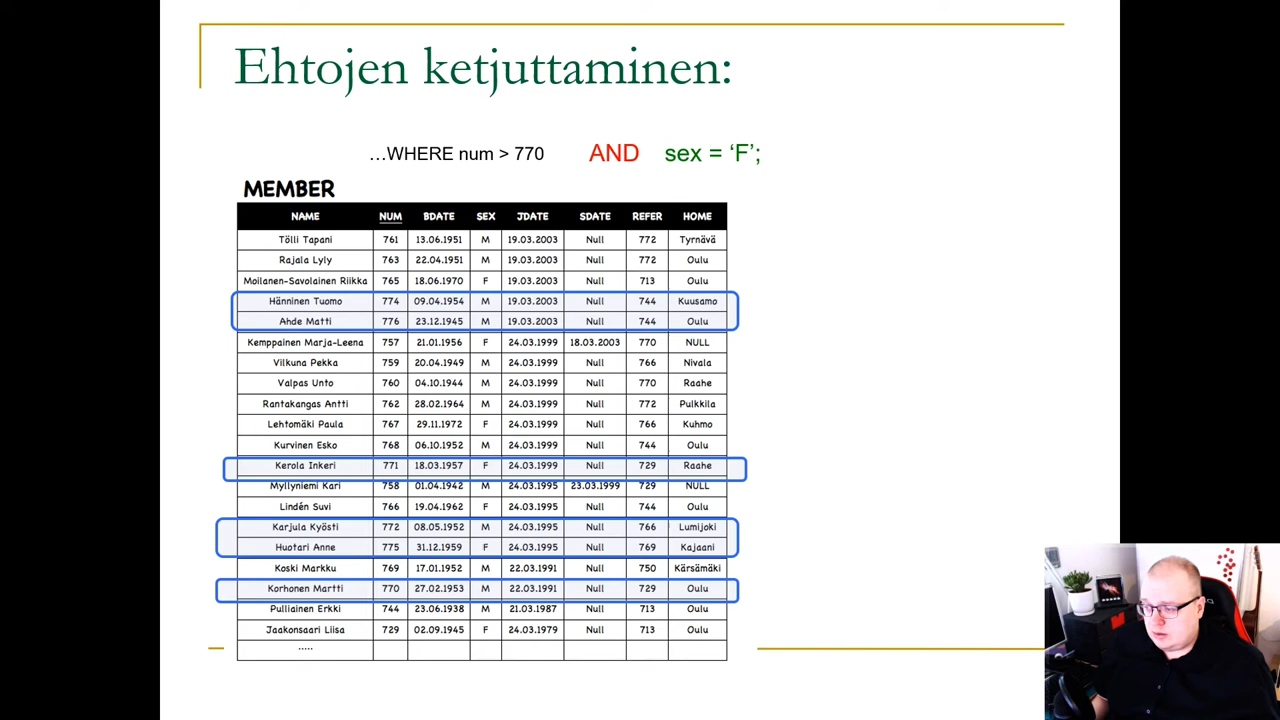 Ehtojen ketjuttaminen:
…WHERE num > 770 AND sex = ‘F’;
MEMBER
NAME NUM BDATE SEX JDATE SDATE REFER HOME
Tölli Tapani 761 13.06.1951 M 19.03.2003 Null 772 Tyrnävä
Rajala Lyly 763 22.04.1951 M 19.03.2003 Null 772 Oulu
Moilanen-Savolainen Riikka 765 18.06.1970 F 19.03.2003 Null 713 Oulu
Hänninen Tuomo 774 09.04.1954 M 19.03.2003 Null 744 Kuusamo
Ahde Matti 776 23.12.1945 M 19.03.2003 Null 744 Oulu
Kemppainen Marja-Leena 757 21.01.1956 F 24.03.1999 18.03.2003 770 NULL
Vilkuna Pekka 759 20.04.1949 M 24.03.1999 Null 766 Nivala
Valpas Unto 760 04.10.1944 M 24.03.1999 Null 770 Raahe
Rantakangas Antti 762 28.02.1964 M 24.03.1999 Null 772 Pulkkila
Lehtomäki Paula 767 29.11.1972 F 24.03.1999 Null 766 Kuhmo
Kurvinen Esko 768 06.10.1952 M 24.03.1999 Null 744 Oulu
Kerola Inkeri 771 18.03.1957 F 24.03.1999 Null 729 Raahe
Myllyniemi Kari 758 01.04.1942 M 24.03.1995 23.03.1999 729 NULL
Lindén Suvi 766 19.04.1962 F 24.03.1995 Null 744 Oulu
Karjula Kyösti 772 08.05.1952 M 24.03.1995 Null 766 Lumijoki
Huotari Anne 775 31.12.1959 F 24.03.1995 Null 769 Kajaani
Koski Markku 769 17.01.1952 M 22.03.1991 Null 750 Kärsämäki
Korhonen Martti 770 27.02.1953 M 22.03.1991 Null 729 Oulu
Pulliainen Erkki 744 23.06.1938 M 21.03.1987 Null 713 Oulu
Jaakonsaari Liisa 729 02.09.1945 F 24.03.1979 Null 713 Oulu
.....